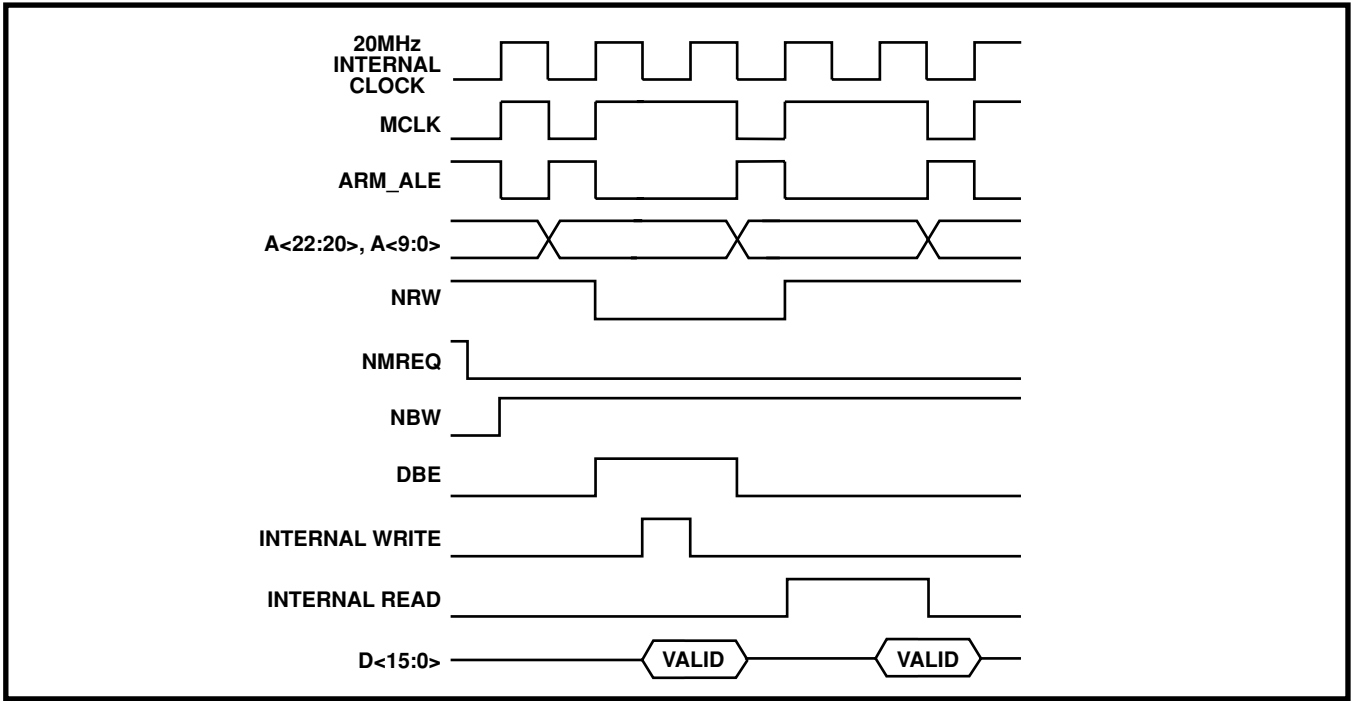 20MHz
INTERNAL
CLOCK
MCLK
ARM_ALE
A<22:20>, A<9:0>
NRW
NMREQ
NBW
DBE
INTERNAL WRITE
INTERNAL READ
D<15:0>
VALID
VALID